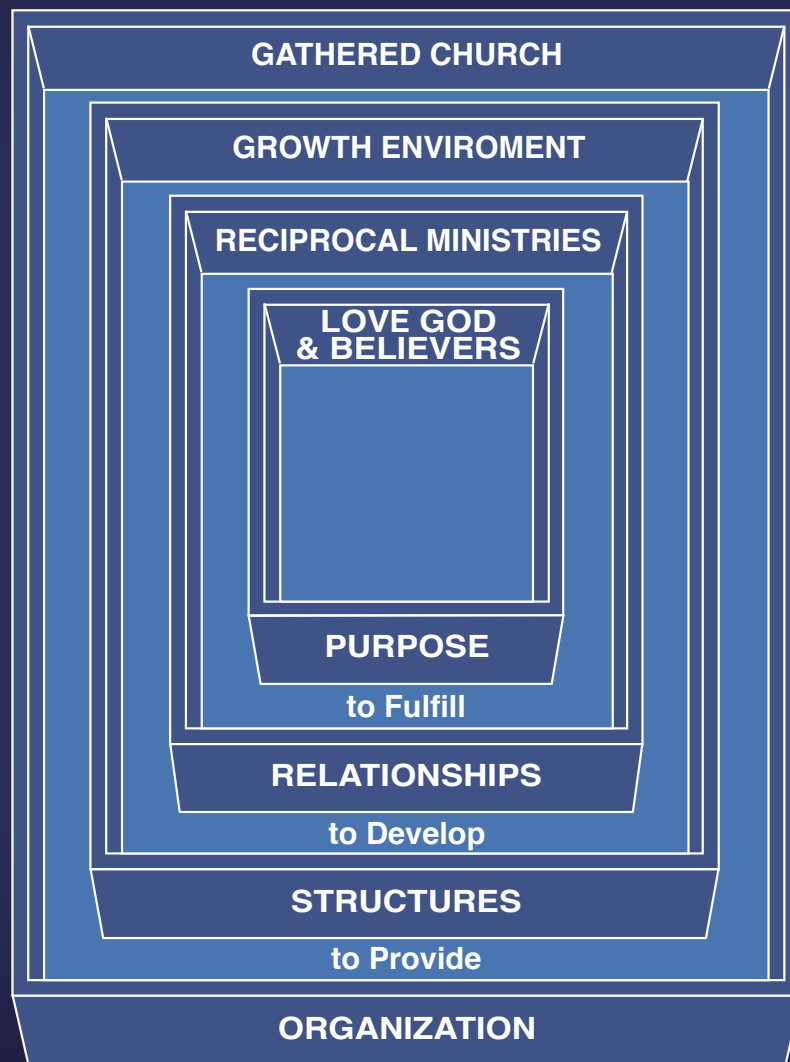 GATHERED CHURCH
GROWTH ENVIROMENT
RECIPROCAL MINISTRIES
LOVE GOD
& BELIEVERS
PURPOSE
to Fulfill
RELATIONSHIPS
to Develop
STRUCTURES
to Provide
ORGANIZATION